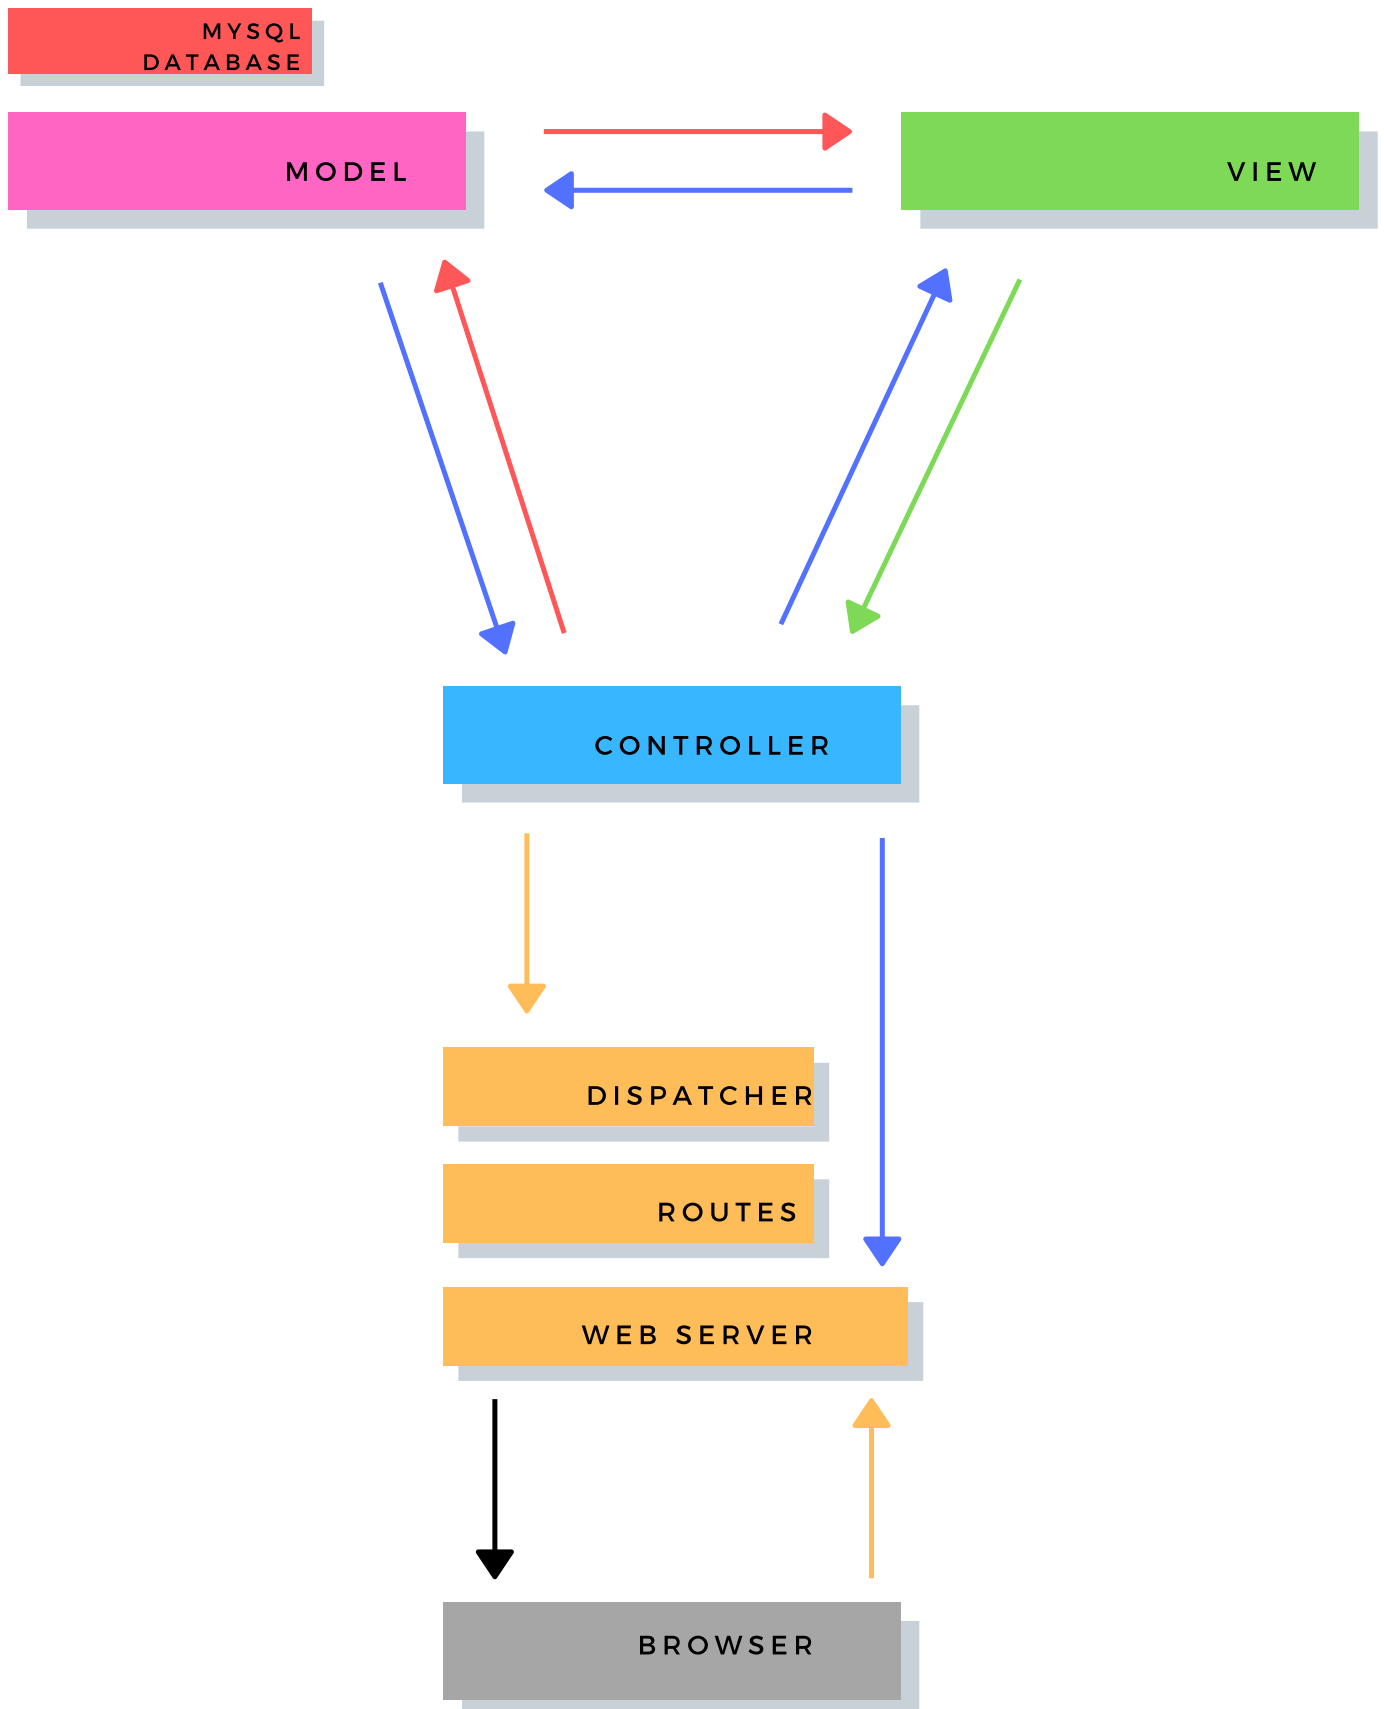 MYSQL
DATABASE
MODEL
VIEW
CONTROLLER
DISPATCHER
ROUTES
WEB SERVER
BROWSER